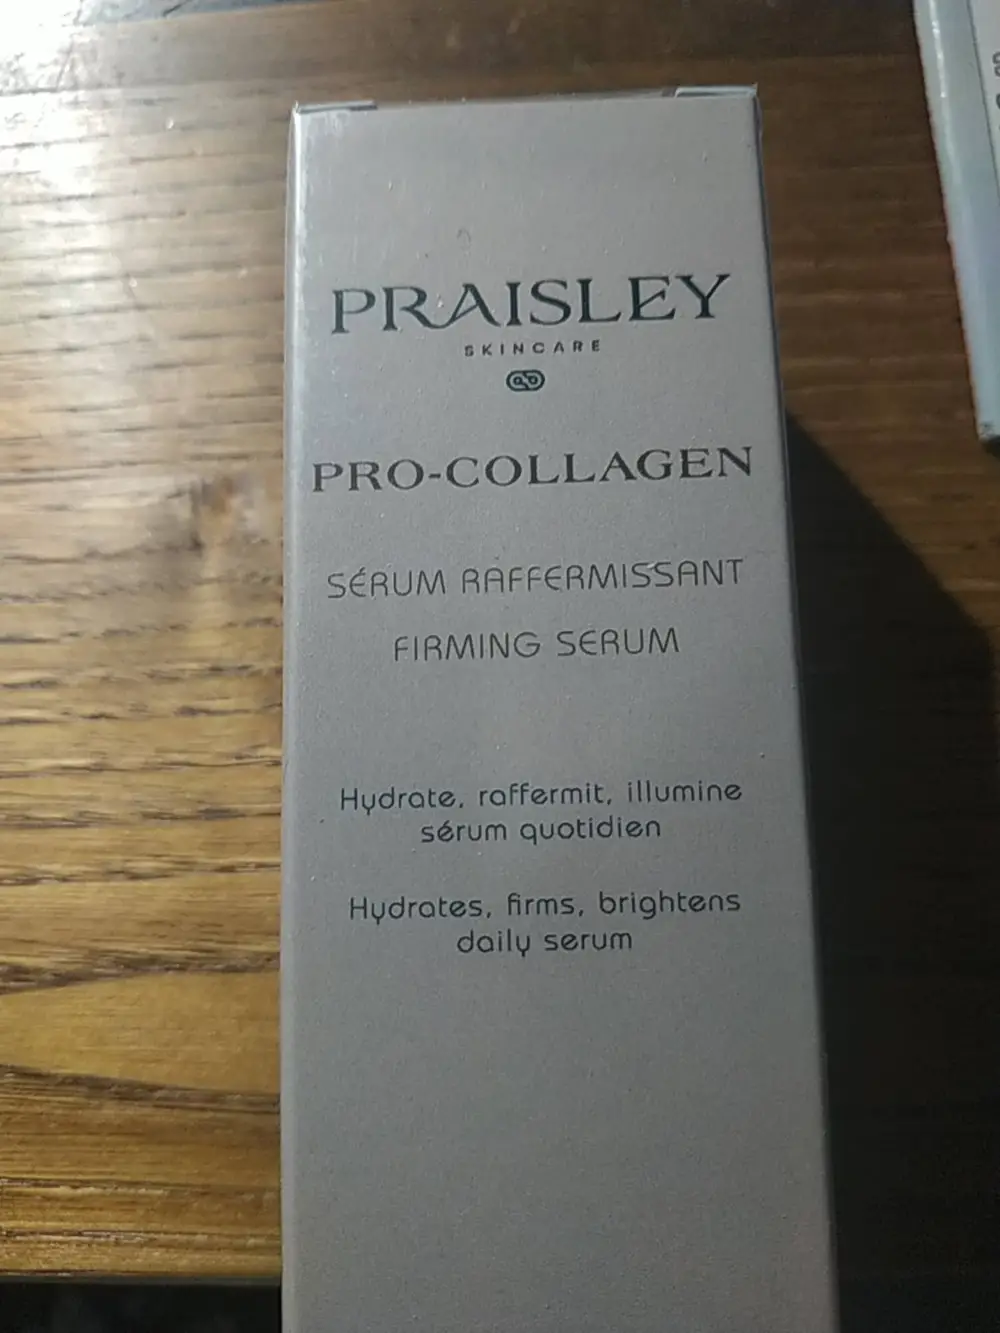 PRAISLEY
SKINCARE
PRO-COLLAGEN
SÉRUM RAFFERMISSANT
FIRMING SERUM
Hydrate, raffermit, illumine
sérum quotidien
Hydrates, firms, brightens
daily serum